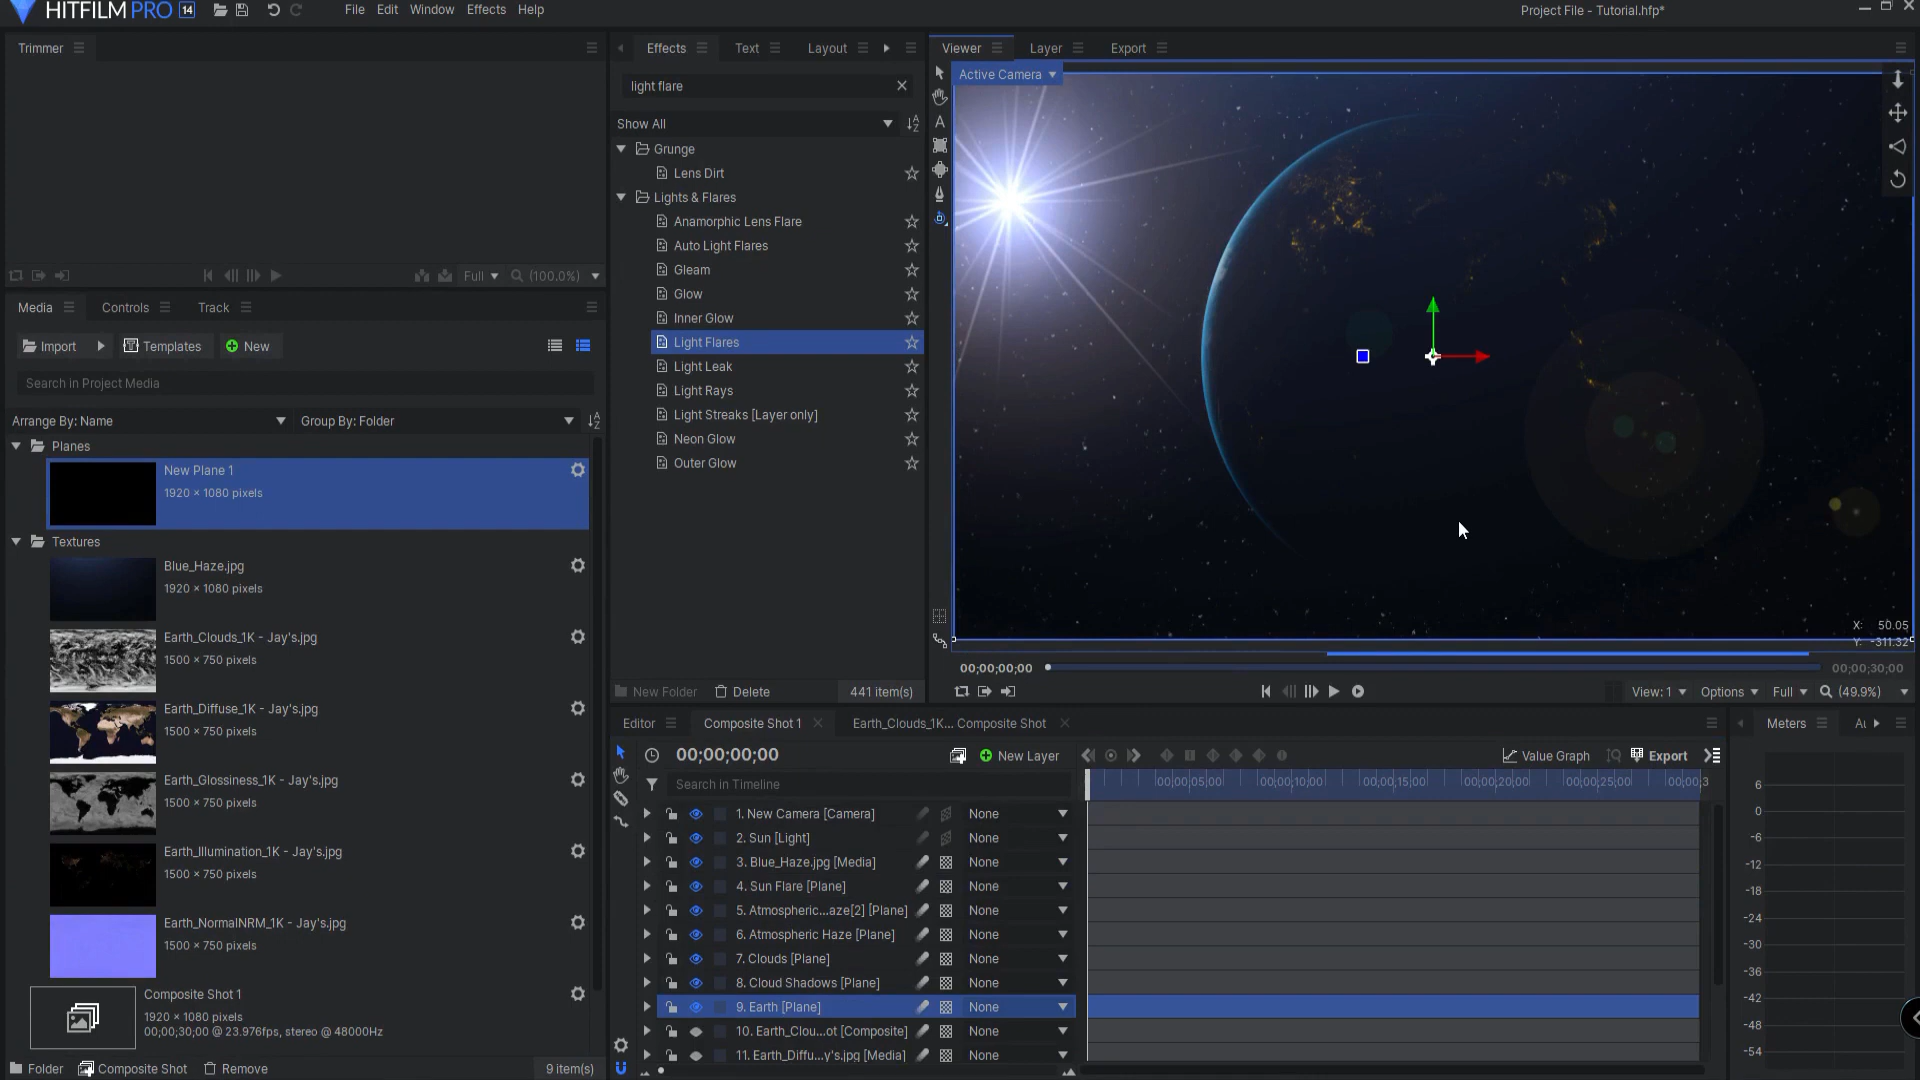 HITFILM PRO 14
File Edit Window Effects Help
Project File - Tutorial.hfp*
Trimmer
Full (100.0%)
Media Controls Track
Import Templates New
Search in Project Media
Arrange By: Name Group By: Folder
Planes
New Plane 1
1920 × 1080 pixels
Textures
Blue_Haze.jpg
1920 × 1080 pixels
Earth_Clouds_1K - Jay's.jpg
1500 × 750 pixels
Earth_Diffuse_1K - Jay's.jpg
1500 × 750 pixels
Earth_Glossiness_1K - Jay's.jpg
1500 × 750 pixels
Earth_Illumination_1K - Jay's.jpg
1500 × 750 pixels
Earth_NormalNRM_1K - Jay's.jpg
1500 × 750 pixels
Composite Shot 1
1920 × 1080 pixels
00;00;30;00 @ 23.976fps, stereo @ 48000Hz
Folder Composite Shot Remove 9 item(s)
Effects Text Layout
light flare
Show All
Grunge
Lens Dirt
Lights & Flares
Anamorphic Lens Flare
Auto Light Flares
Gleam
Glow
Inner Glow
Light Flares
Light Leak
Light Rays
Light Streaks [Layer only]
Neon Glow
Outer Glow
New Folder Delete 441 item(s)
Viewer Layer Export
Active Camera
X: 50.05
Y: -311.32
00;00;00;00 00;00;30;00
View: 1 Options Full (49.9%)
Editor Composite Shot 1 Earth_Clouds_1K... Composite Shot
00;00;00;00 New Layer Value Graph Export
Search in Timeline
00;00;05;00 00;00;10;00 00;00;15;00 00;00;20;00 00;00;25;00 00;00;3
1. New Camera [Camera] None
2. Sun [Light] None
3. Blue_Haze.jpg [Media] None
4. Sun Flare [Plane] None
5. Atmospheric...aze[2] [Plane] None
6. Atmospheric Haze [Plane] None
7. Clouds [Plane] None
8. Cloud Shadows [Plane] None
9. Earth [Plane] None
10. Earth_Clou...ot [Composite] None
11. Earth_Diffu...y's.jpg [Media] None
Meters Au
6
0
-6
-12
-18
-24
-30
-36
-42
-48
-54